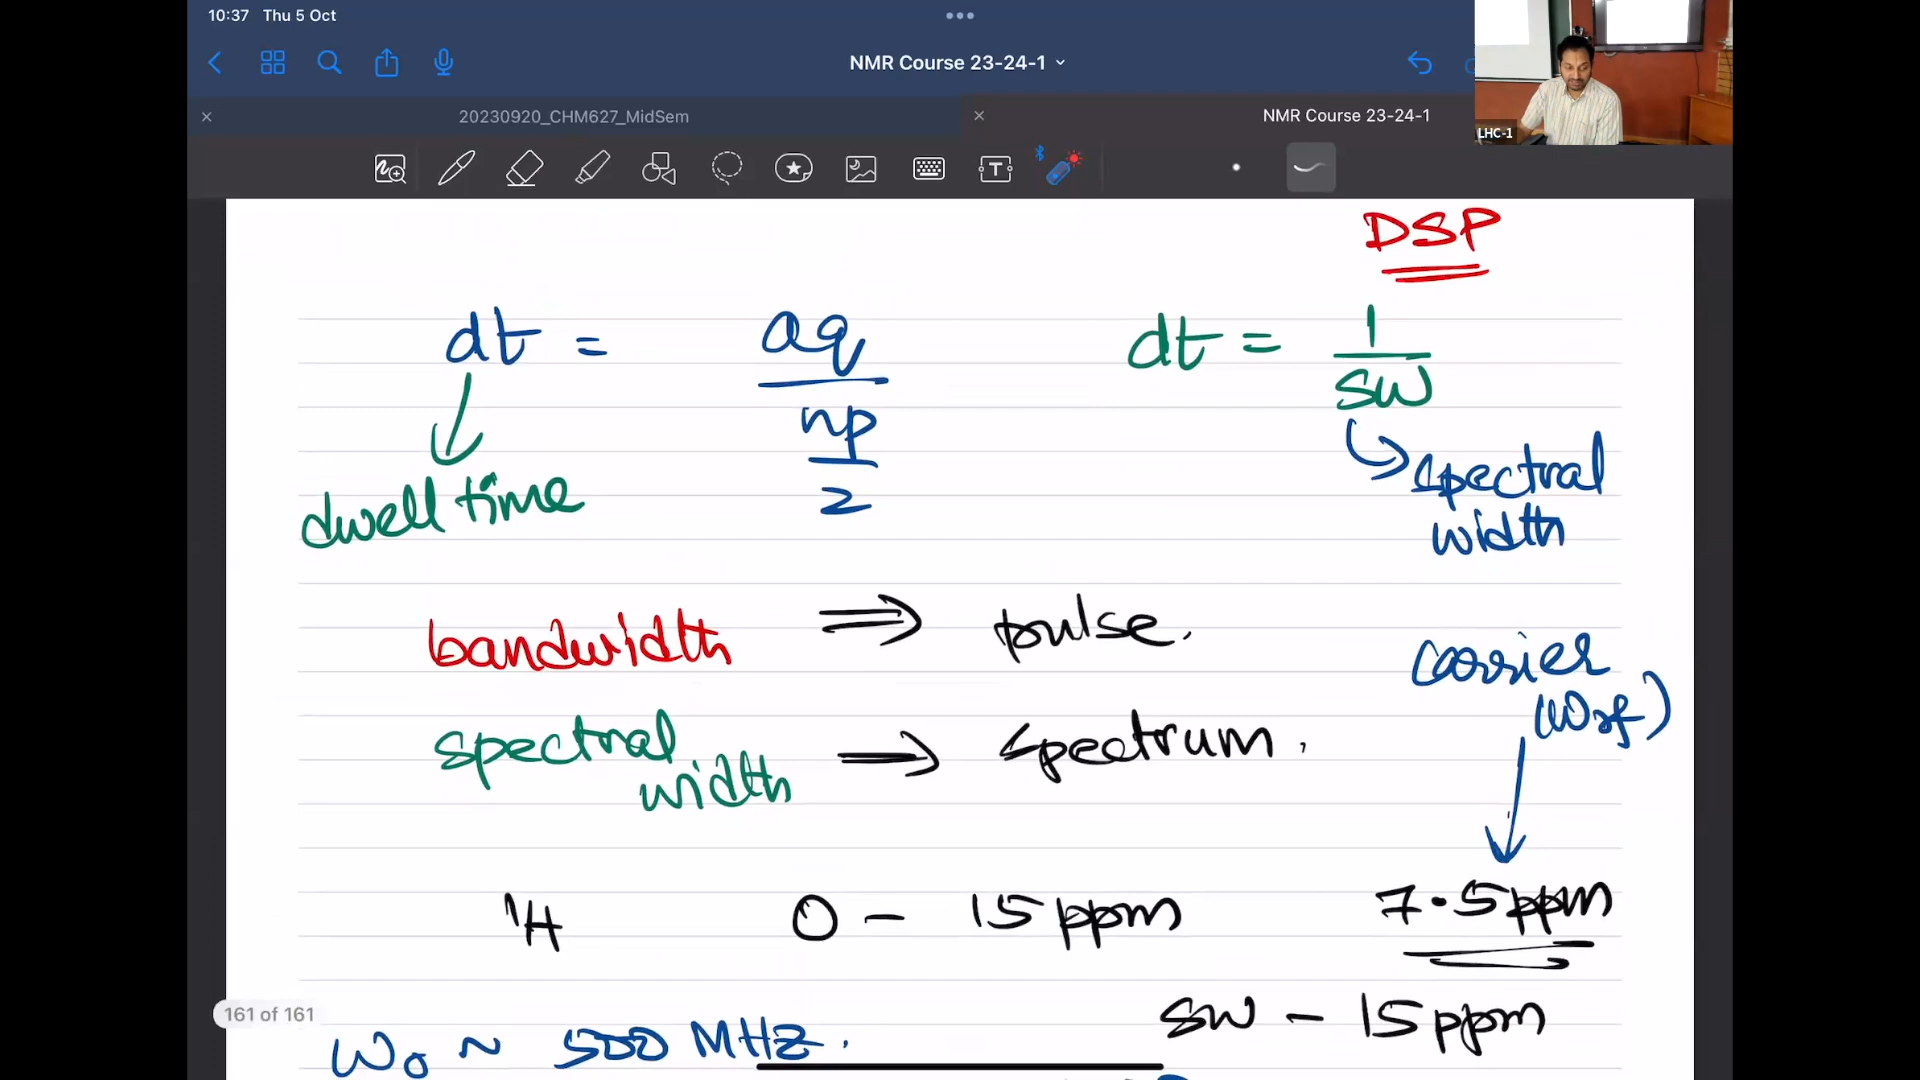 10:37 Thu 5 Oct
NMR Course 23-24-1
20230920_CHM627_MidSem
NMR Course 23-24-1
LHC-1
DSP
dt = aq / np / 2
dt = 1 / sw
dwell time
spectral width
bandwidth ⇒ pulse.
carrier (ωrf)
spectral width ⇒ spectrum.
¹H 0 - 15 ppm 7.5 ppm
sw - 15 ppm
161 of 161
ω₀ ~ 500 MHz.